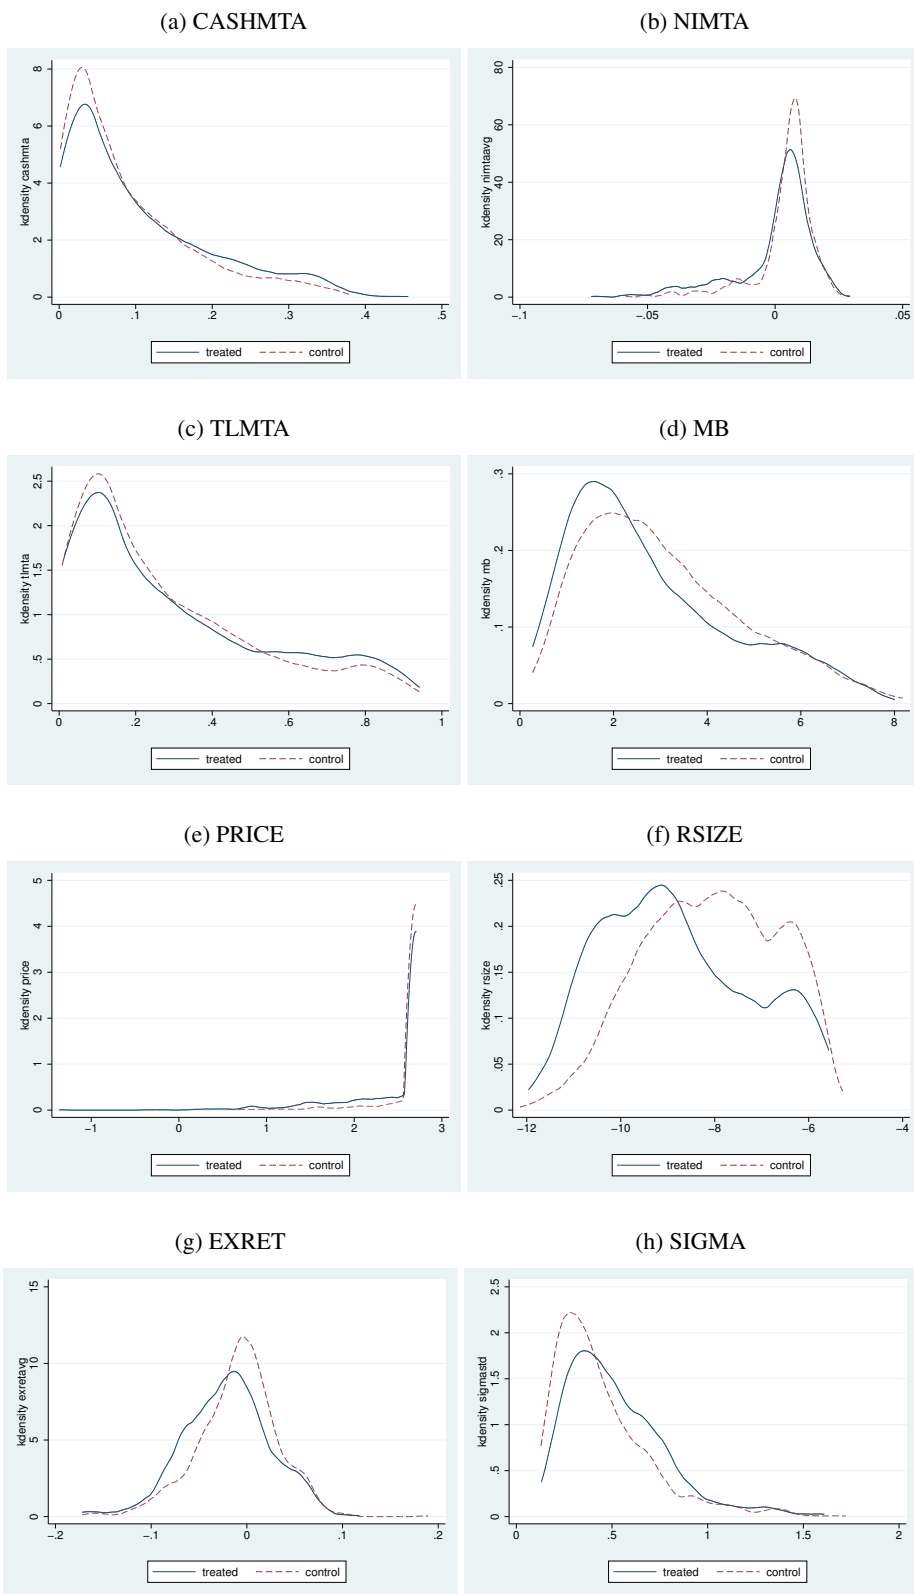 (a) CASHMTA
(b) NIMTA
kdensity cashmta
0 2 4 6 8
0 .1 .2 .3 .4 .5
treated control
kdensity nimtaavg
0 20 40 60 80
−.1 −.05 0 .05
treated control
(c) TLMTA
(d) MB
kdensity tlmta
0 .5 1 1.5 2 2.5
0 .2 .4 .6 .8 1
treated control
kdensity mb
0 .1 .2 .3
0 2 4 6 8
treated control
(e) PRICE
(f) RSIZE
kdensity price
0 1 2 3 4 5
−1 0 1 2 3
treated control
kdensity rsize
0 .05 .1 .15 .2 .25
−12 −10 −8 −6 −4
treated control
(g) EXRET
(h) SIGMA
kdensity exretavg
0 5 10 15
−.2 −.1 0 .1 .2
treated control
kdensity sigmastd
0 .5 1 1.5 2 2.5
0 .5 1 1.5 2
treated control